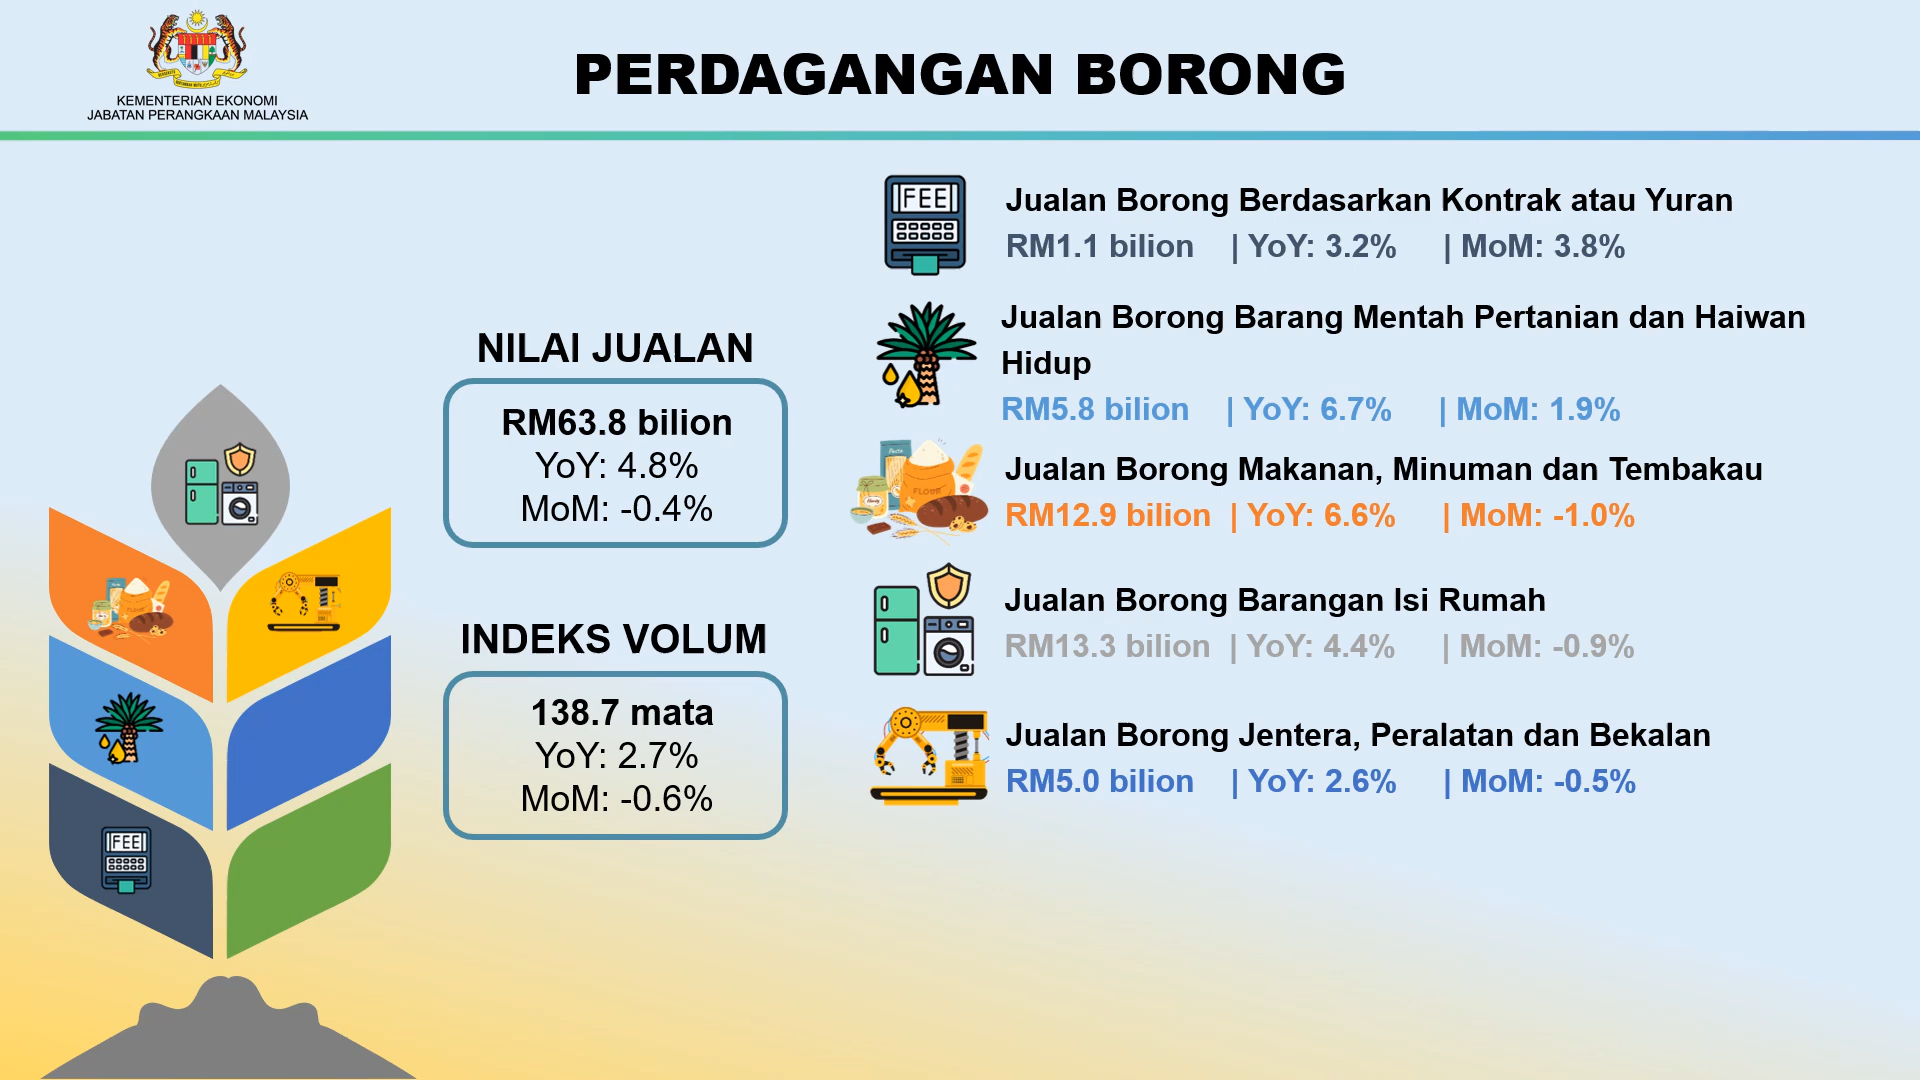 KEMENTERIAN EKONOMI
JABATAN PERANGKAAN MALAYSIA
PERDAGANGAN BORONG
NILAI JUALAN
RM63.8 bilion
YoY: 4.8%
MoM: -0.4%
INDEKS VOLUM
138.7 mata
YoY: 2.7%
MoM: -0.6%
FEE
Jualan Borong Berdasarkan Kontrak atau Yuran
RM1.1 bilion | YoY: 3.2% | MoM: 3.8%
Jualan Borong Barang Mentah Pertanian dan Haiwan
Hidup
RM5.8 bilion | YoY: 6.7% | MoM: 1.9%
FLOUR
Jualan Borong Makanan, Minuman dan Tembakau
RM12.9 bilion | YoY: 6.6% | MoM: -1.0%
Jualan Borong Barangan Isi Rumah
RM13.3 bilion | YoY: 4.4% | MoM: -0.9%
Jualan Borong Jentera, Peralatan dan Bekalan
RM5.0 bilion | YoY: 2.6% | MoM: -0.5%
FEE